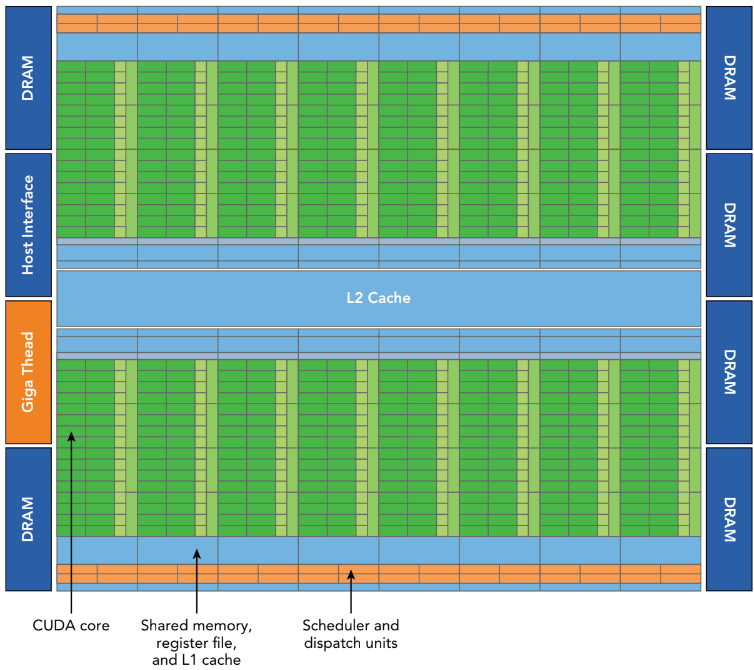 DRAM
Host Interface
Giga Thead
DRAM
L2 Cache
DRAM
DRAM
DRAM
DRAM
CUDA core
Shared memory,
register file,
and L1 cache
Scheduler and
dispatch units